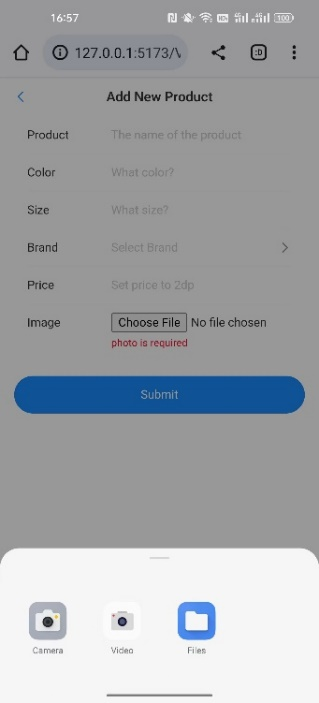 16:57
127.0.0.1:5173/V
:D
Add New Product
Product The name of the product
Color What color?
Size What size?
Brand Select Brand
Price Set price to 2dp
Image Choose File No file chosen
photo is required
Submit
Camera Video Files